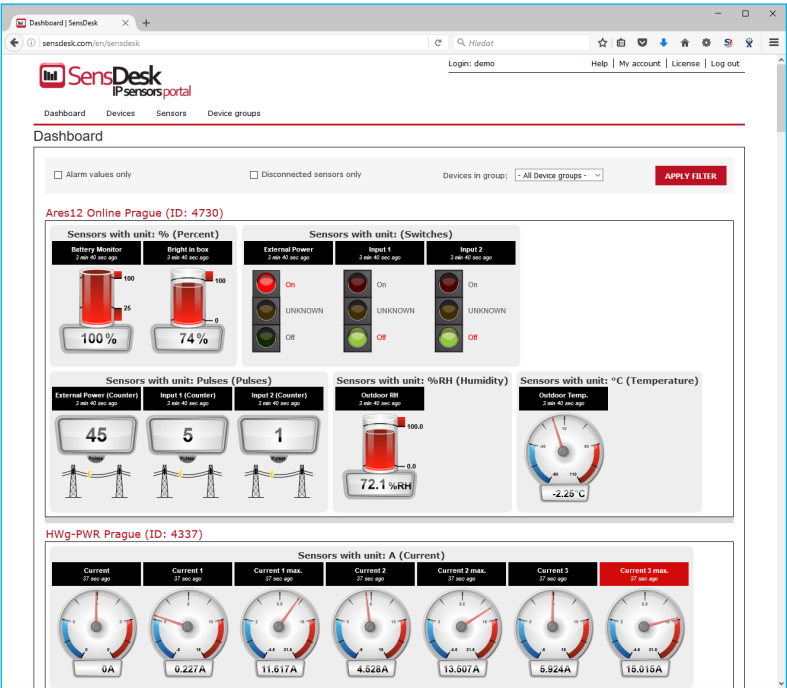 Dashboard | SensDesk
sensdesk.com/en/sensdesk
Hledat
Login: demo
Help | My account | License | Log out
SensDesk
IP sensors portal
Dashboard Devices Sensors Device groups
Dashboard
Alarm values only
Disconnected sensors only
Devices in group: - All Device groups -
APPLY FILTER
Ares12 Online Prague (ID: 4730)
Sensors with unit: % (Percent)
Battery Monitor
3 min 40 sec ago
100
25
100%
Bright in box
3 min 40 sec ago
100
0
74%
Sensors with unit: (Switches)
External Power
3 min 40 sec ago
On
UNKNOWN
Off
Input 1
3 min 40 sec ago
On
UNKNOWN
Off
Input 2
3 min 40 sec ago
On
UNKNOWN
Off
Sensors with unit: Pulses (Pulses)
External Power (Counter)
3 min 40 sec ago
45
Input 1 (Counter)
3 min 40 sec ago
5
Input 2 (Counter)
3 min 40 sec ago
1
Sensors with unit: %RH (Humidity)
Outdoor RH
3 min 40 sec ago
100.0
0.0
72.1 %RH
Sensors with unit: °C (Temperature)
Outdoor Temp.
3 min 40 sec ago
10
-40
60
110
-2.25°C
HWg-PWR Prague (ID: 4337)
Sensors with unit: A (Current)
Current
37 sec ago
0A
Current 1
37 sec ago
0.227A
Current 1 max.
37 sec ago
11.617A
Current 2
37 sec ago
4.528A
Current 2 max.
37 sec ago
13.507A
Current 3
37 sec ago
5.924A
Current 3 max.
37 sec ago
15.015A